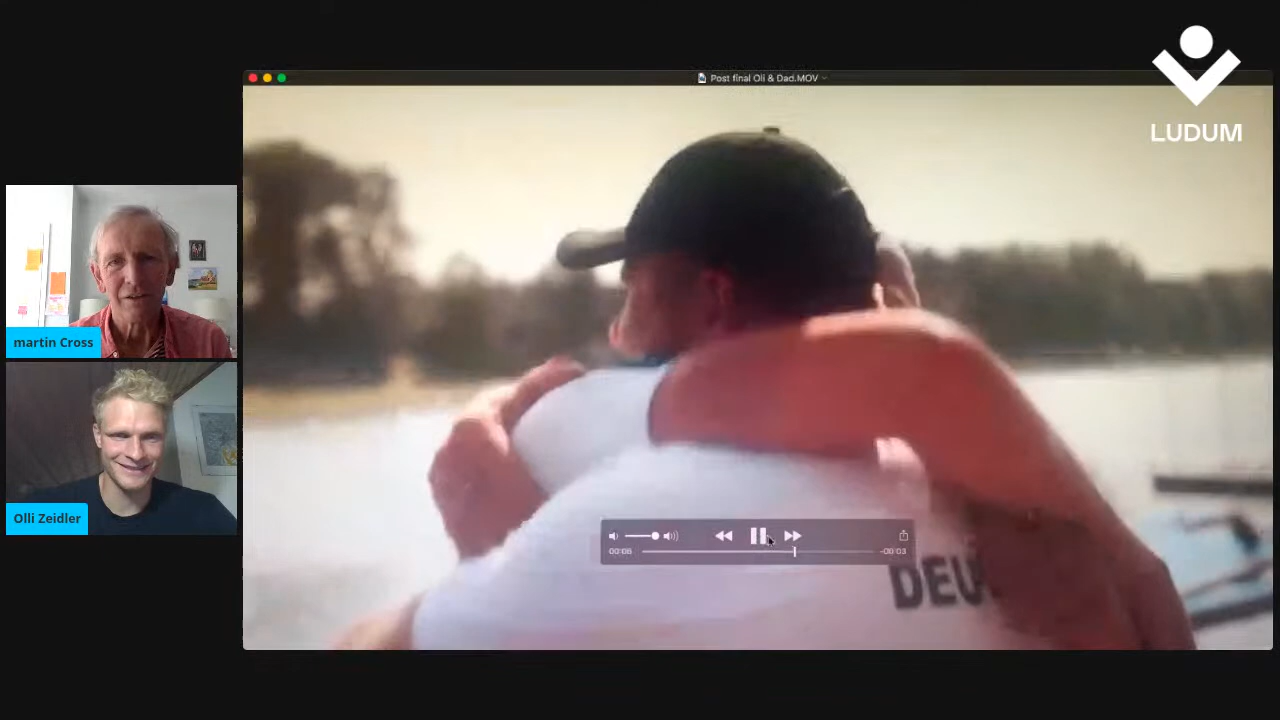 Post final Oli & Dad.MOV
LUDUM
martin Cross
Olli Zeidler
00:06
-00:03
DEU